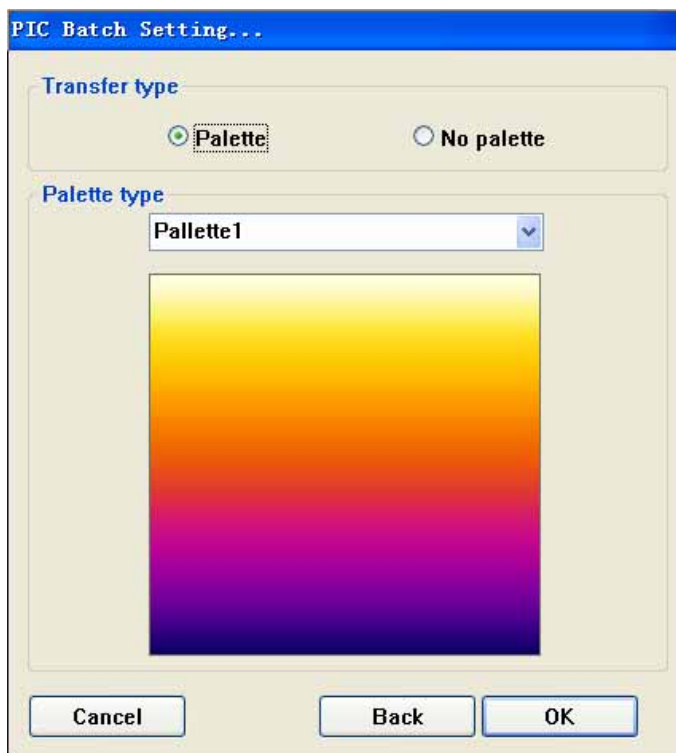 PIC Batch Setting...
Transfer type
Palette No palette
Palette type
Pallette1
Cancel Back OK